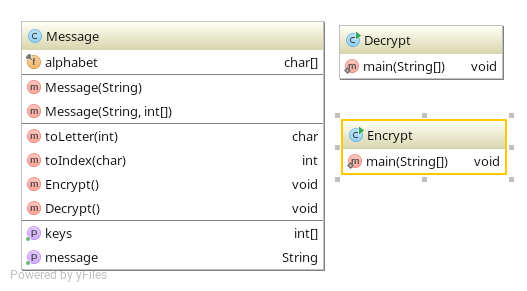 Message
alphabet char[]
Message(String)
Message(String, int[])
toLetter(int) char
toIndex(char) int
Encrypt() void
Decrypt() void
keys int[]
message String
Powered by yFiles
Decrypt
main(String[]) void
Encrypt
main(String[]) void